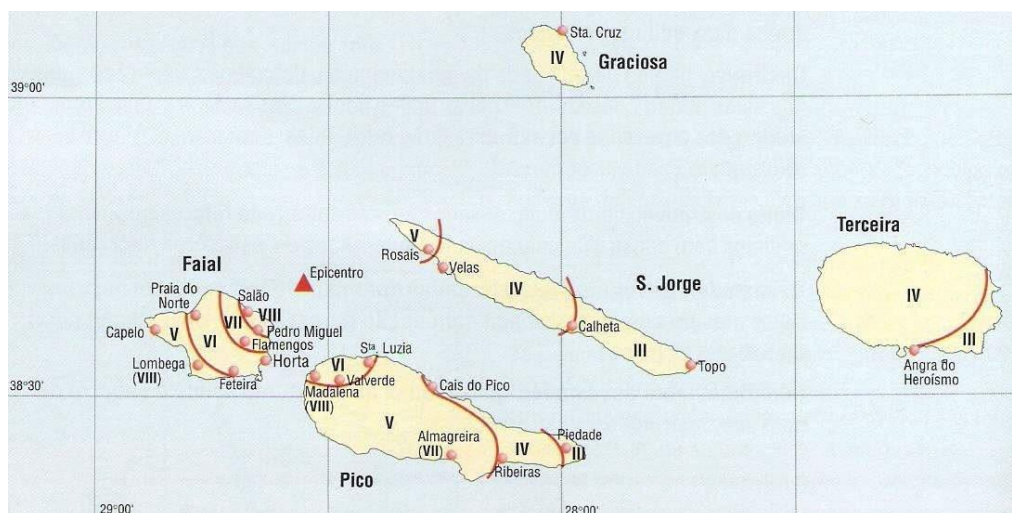 Sta. Cruz
IV
Graciosa
39°00'
V
Rosais
Velas
IV
S. Jorge
Calheta
III
Topo
Terceira
IV
III
Angra do
Heroísmo
Faial
Epicentro
Praia do
Norte
Salão
VIII
VII
Capelo
V
VI
Pedro Miguel
Flamengos
Horta
Lombega
(VIII)
Feteira
38°30'
Sta Luzia
VI
Valverde
Madalena
(VIII)
Cais do Pico
V
Almagreira
(VII)
IV
Piedade
III
Ribeiras
Pico
29°00'
28°00'